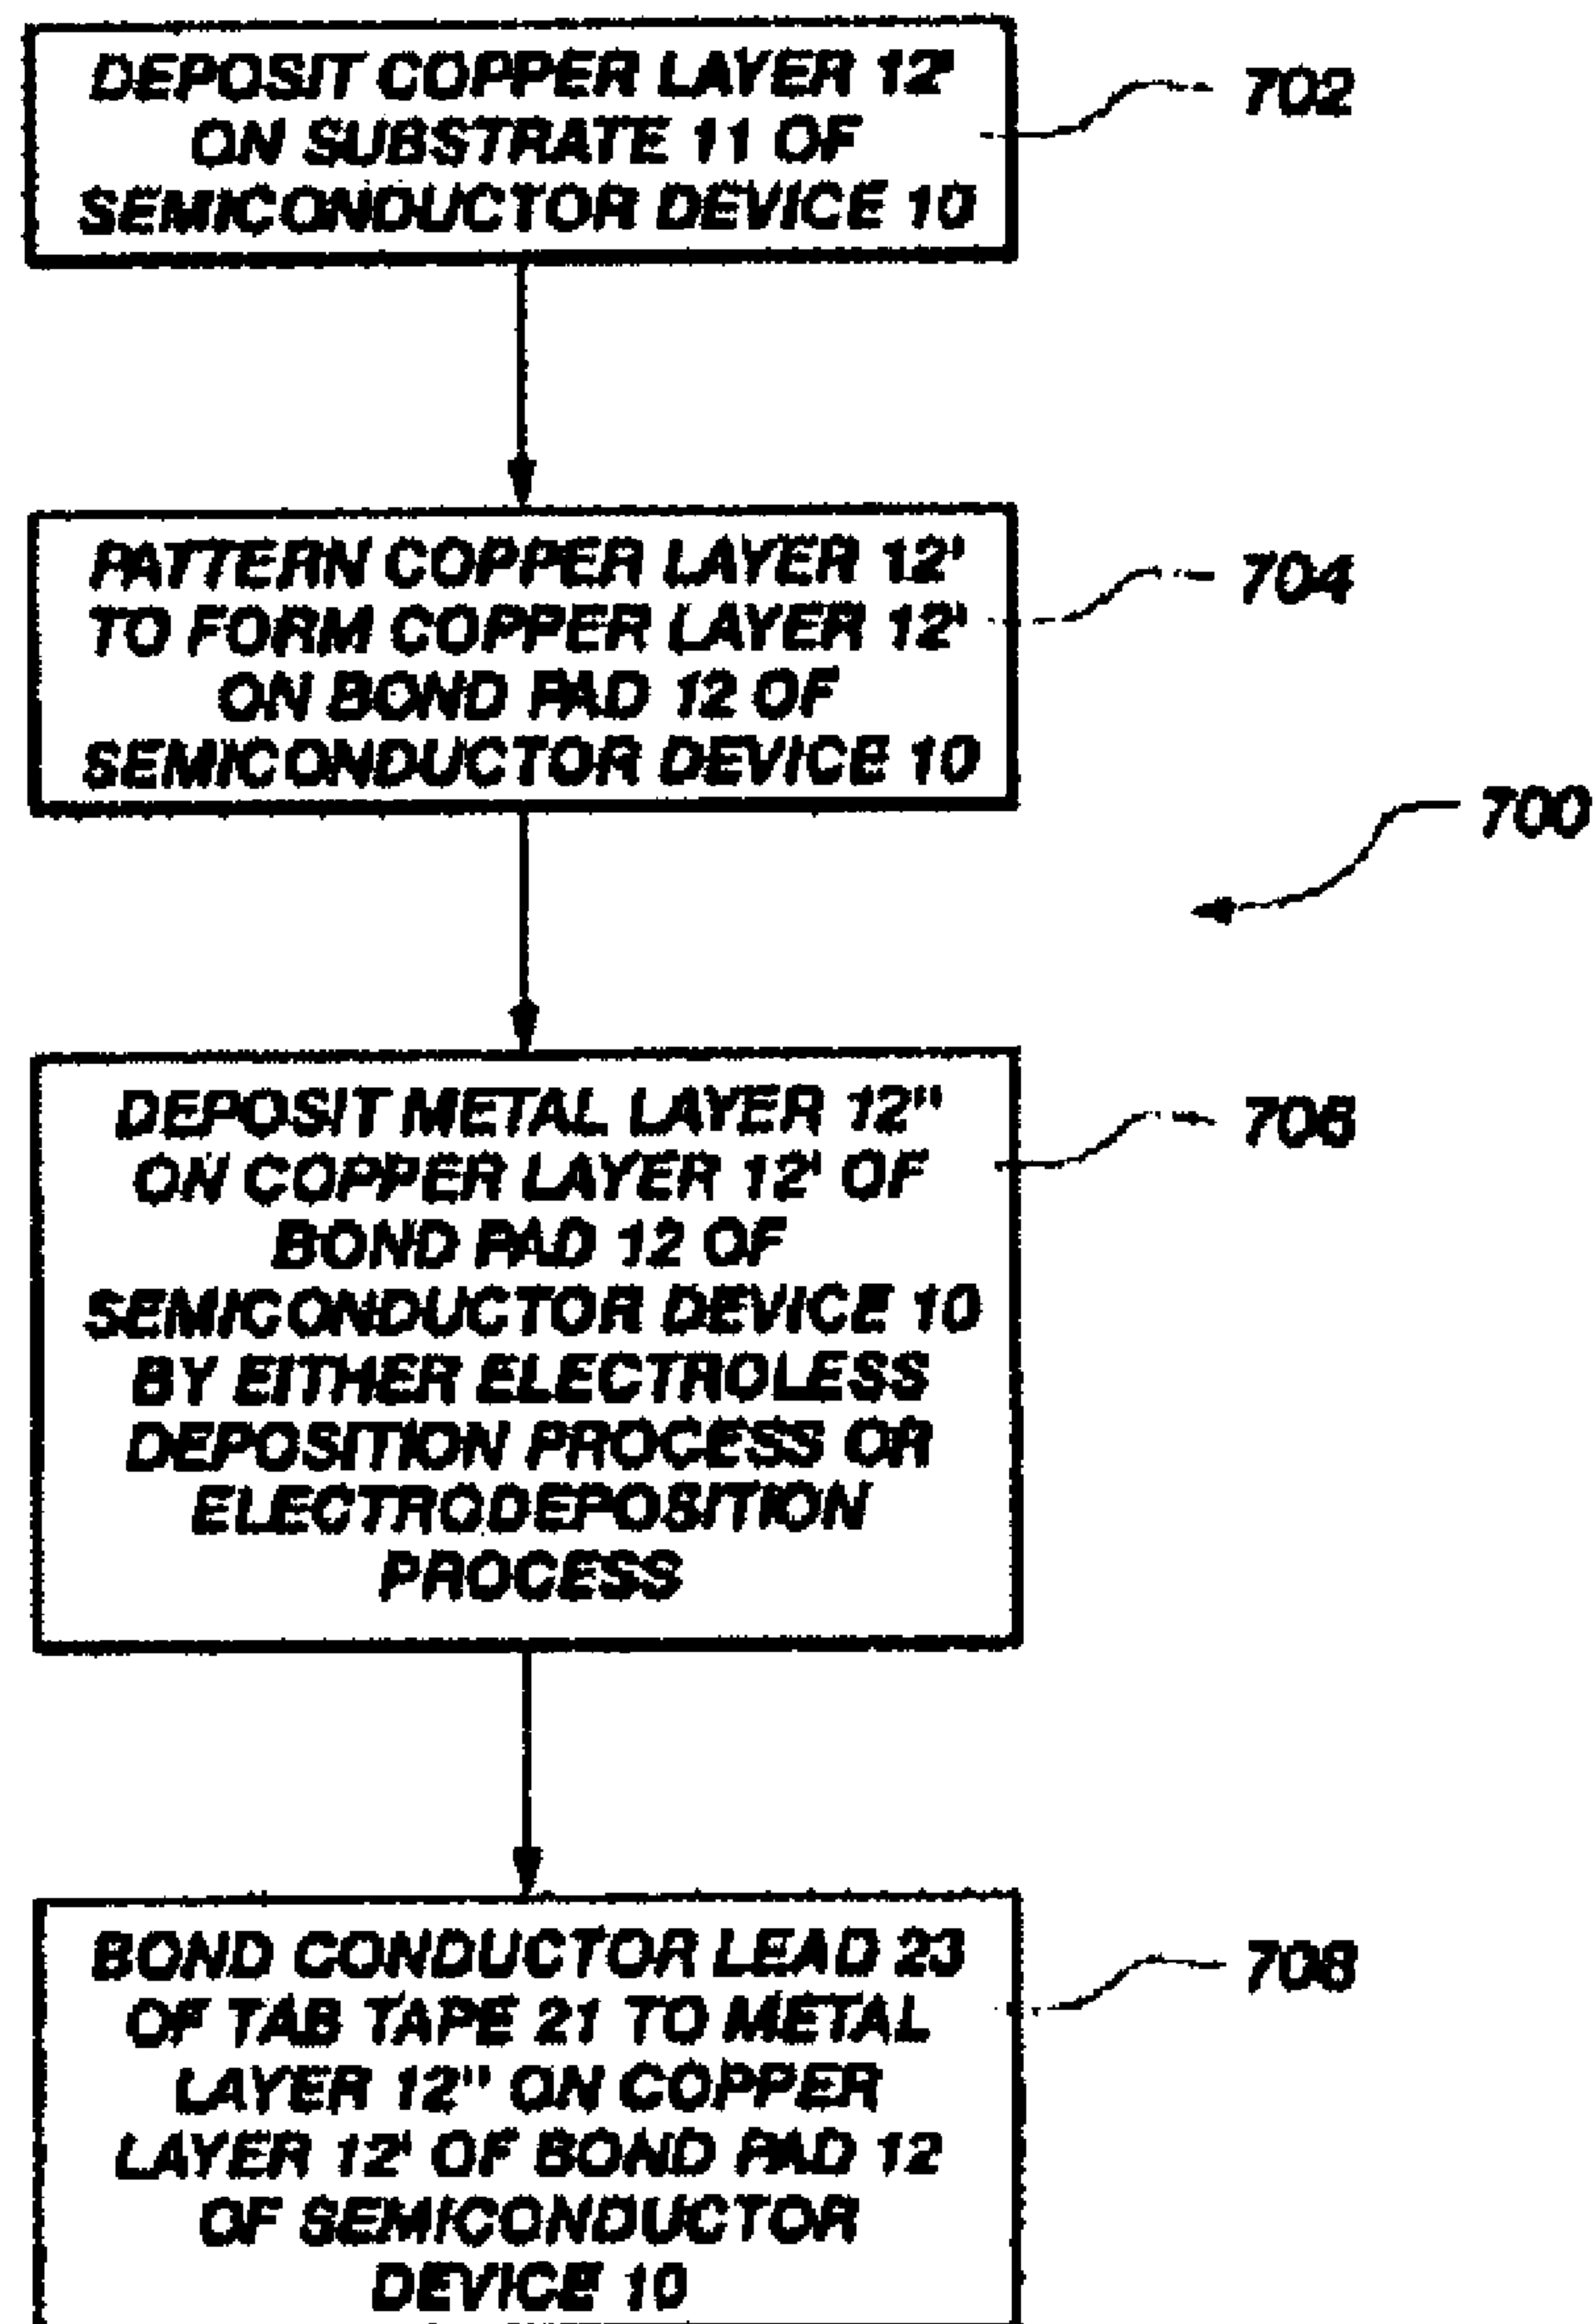 DEPOSIT COPPER LAYER 12'
ON SUBSTRATE 11 OF
SEMICONDUCTOR DEVICE 10
702
PATTERN COPPER LAYER 12'
TO FORM COPPER LAYER 12'
ON BOND PAD 12 OF
SEMICONDUCTOR DEVICE 10
704
700
DEPOSIT METAL LAYER 12"
ON COPPER LAYER 12' OF
BOND PAD 12 OF
SEMICONDUCTOR DEVICE 10
BY EITHER ELECTROLESS
DEPOSITION PROCESS OR
ELECTRODEPOSITION
PROCESS
706
BOND CONDUCTOR LEAD 23
OF TAB TAPE 21 TO METAL
LAYER 12" ON COPPER
LAYER 12' OF BOND PAD 12
OF SEMICONDUCTOR
DEVICE 10
708